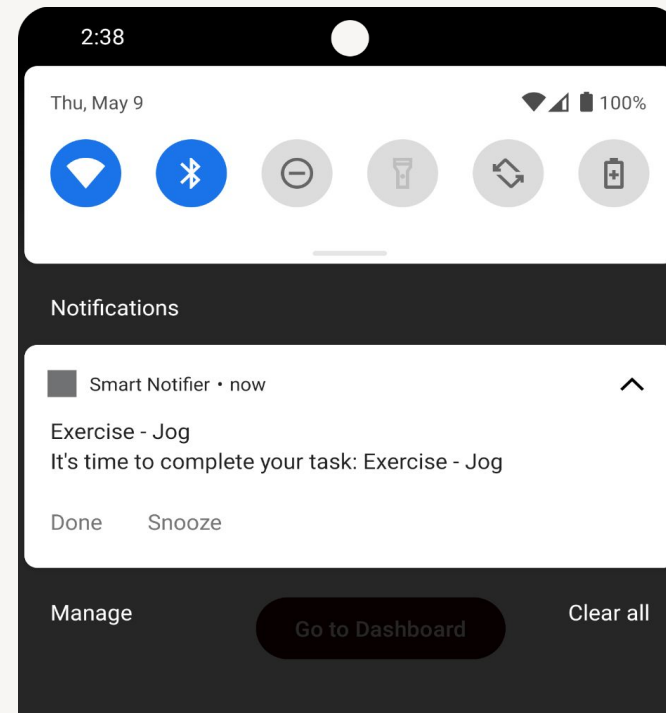 2:38
Thu, May 9 100%
Notifications
Smart Notifier • now
Exercise - Jog
It's time to complete your task: Exercise - Jog
Done Snooze
Manage Go to Dashboard Clear all